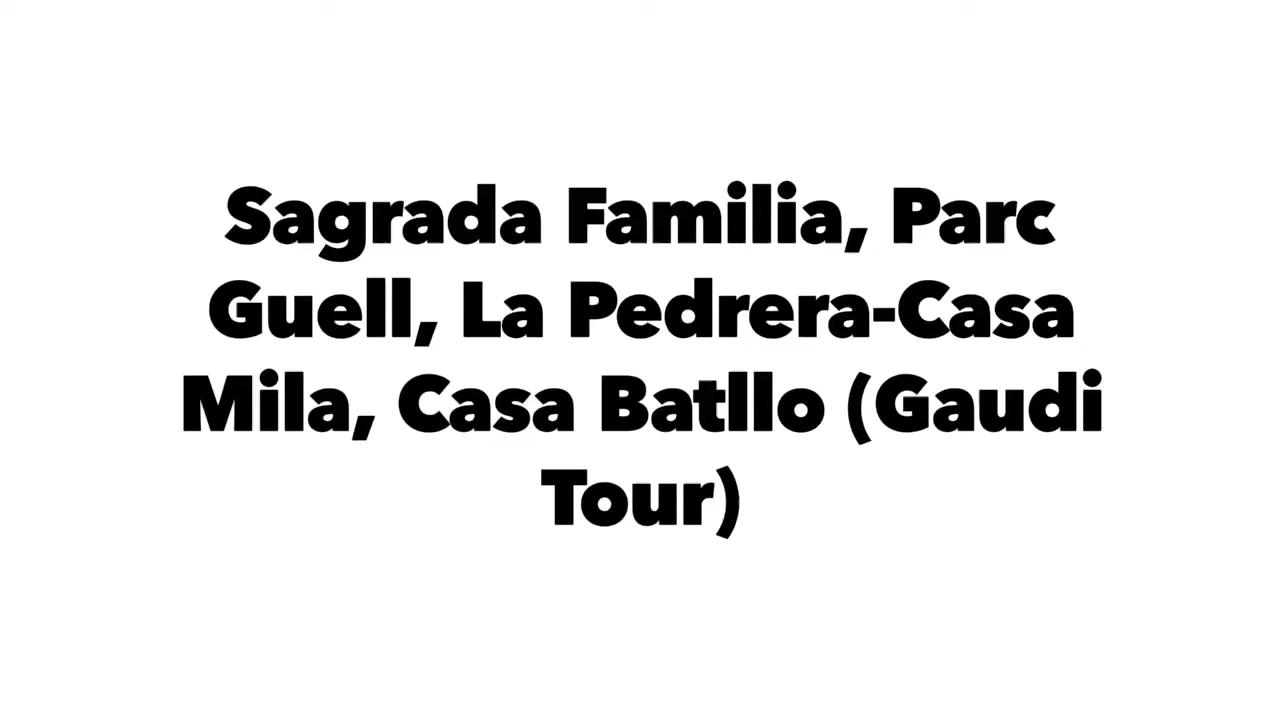 Sagrada Familia, Parc
Guell, La Pedrera-Casa
Mila, Casa Batllo (Gaudi
Tour)